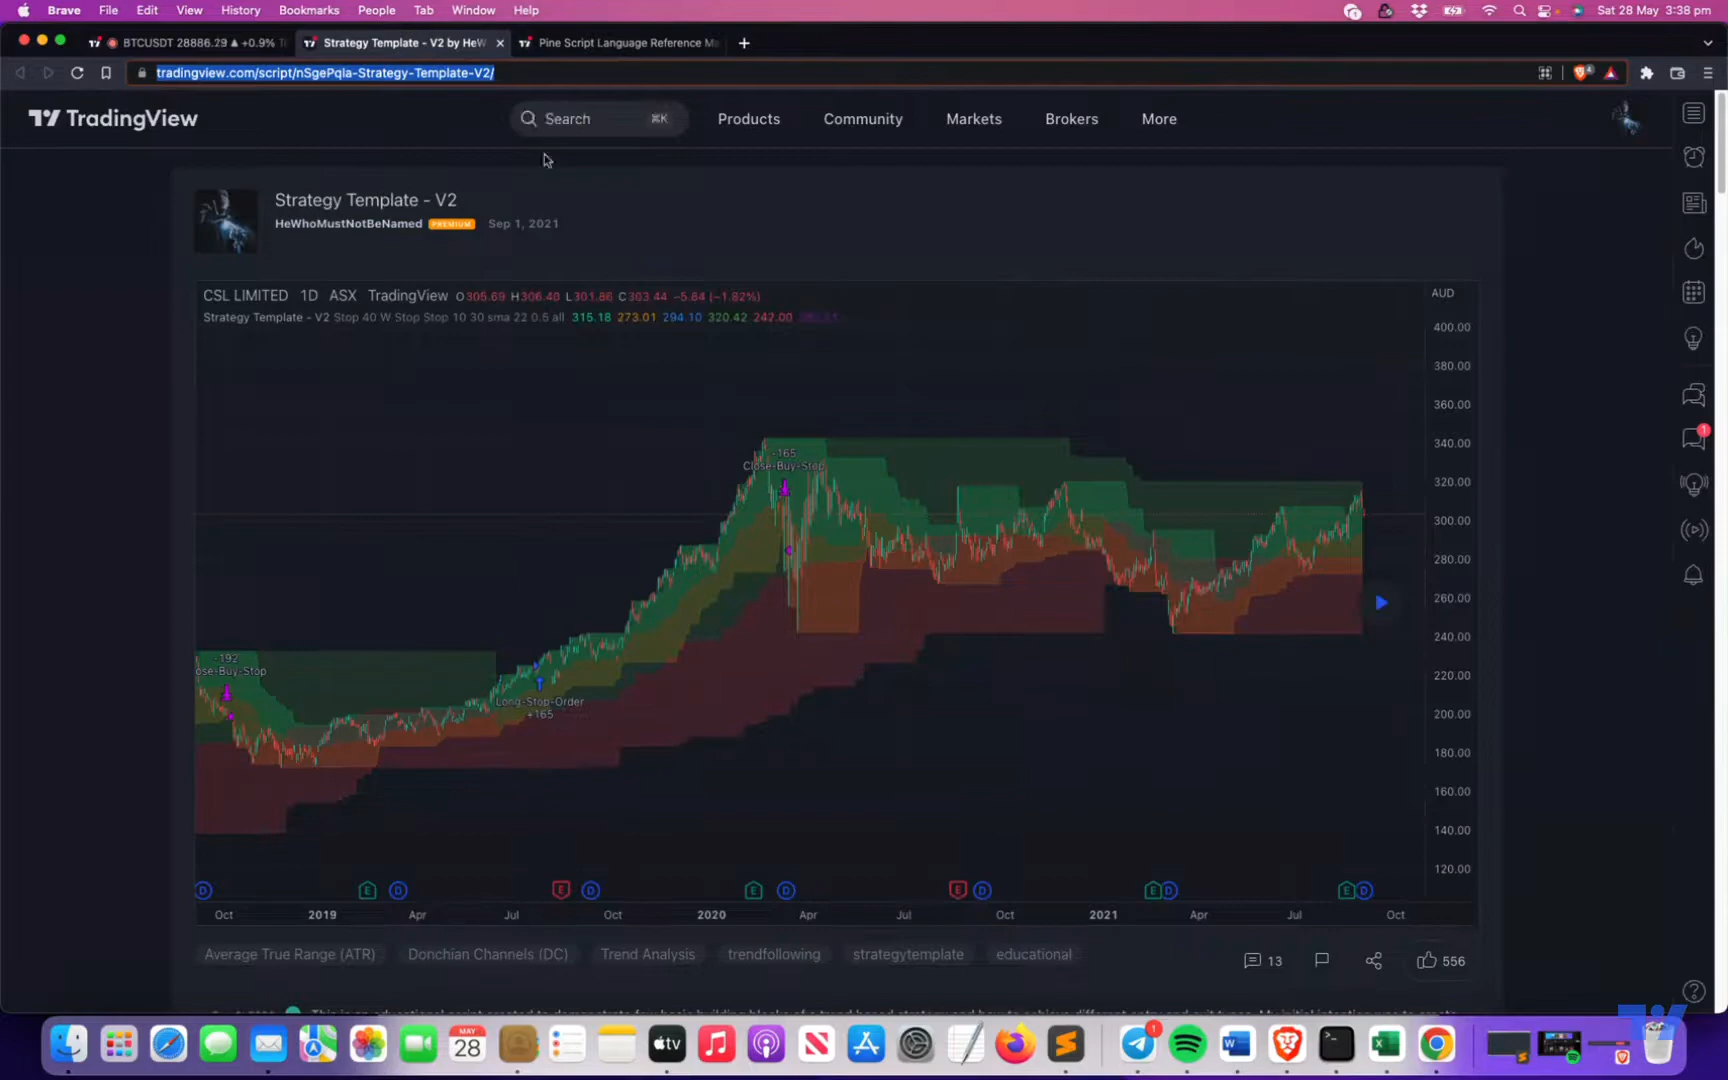 Brave File Edit View History Bookmarks People Tab Window Help
Sat 28 May 3:38 pm
BTCUSDT 28886.29 ▲ +0.9%
Strategy Template - V2 by HeW
Pine Script Language Reference Ma
tradingview.com/script/nSgePqla-Strategy-Template-V2/
4
TradingView
Search ⌘K
Products
Community
Markets
Brokers
More
Strategy Template - V2
HeWhoMustNotBeNamed PREMIUM Sep 1, 2021
CSL LIMITED 1D ASX TradingView O305.69 H306.40 L301.86 C303.44 −5.84 (−1.82%)
AUD
Strategy Template - V2 Stop 40 W Stop Stop 10 30 sma 22 0.5 all 315.18 273.01 294.10 320.42 242.00
400.00
380.00
360.00
340.00
320.00
300.00
280.00
260.00
240.00
220.00
200.00
180.00
160.00
140.00
120.00
-165
Close-Buy-Stop
-192
ose-Buy-Stop
Long-Stop-Order
+165
1
D E D E D E D E D E D E D
Oct 2019 Apr Jul Oct 2020 Apr Jul Oct 2021 Apr Jul Oct
Average True Range (ATR)
Donchian Channels (DC)
Trend Analysis
trendfollowing
strategytemplate
educational
13
556
MAY
28
tv
1